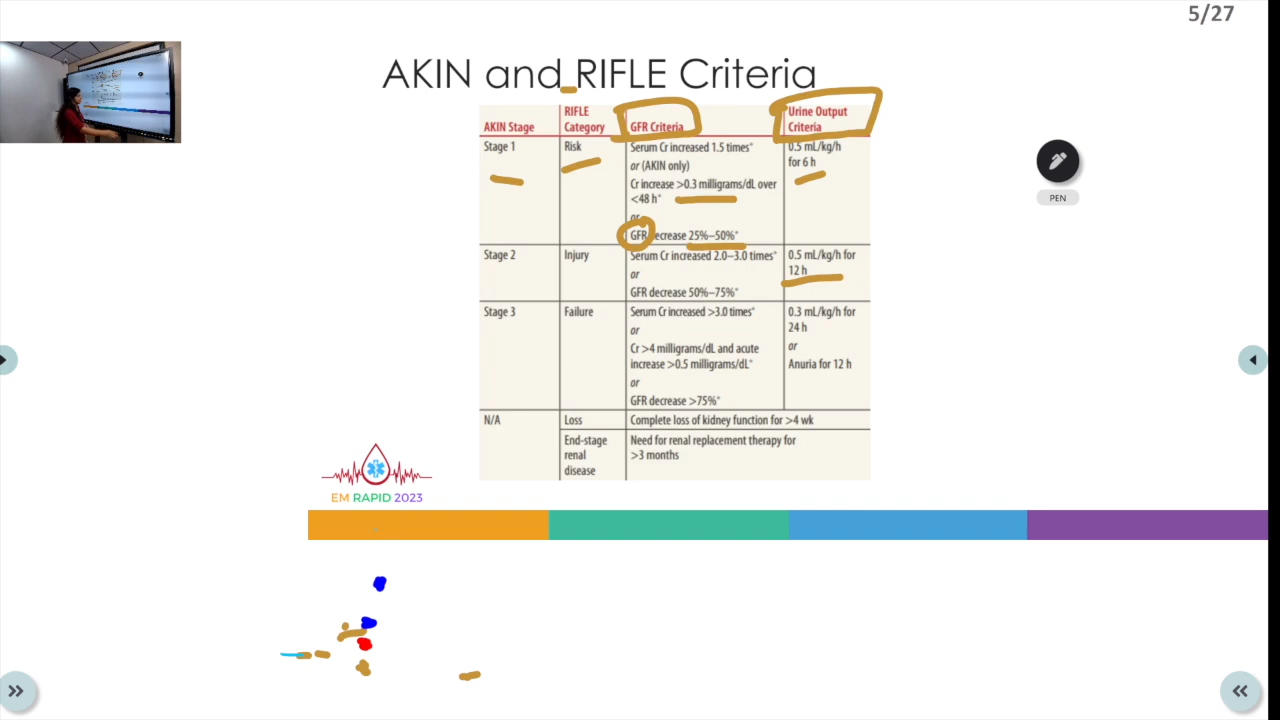 5/27
AKIN and RIFLE Criteria
AKIN Stage
RIFLE
Category
GFR Criteria
Urine Output
Criteria
Stage 1
Risk
Serum Cr increased 1.5 times*
or (AKIN only)
Cr increase >0.3 milligrams/dL over
<48 h*
or
GFR decrease 25%–50%*
0.5 mL/kg/h
for 6 h
Stage 2
Injury
Serum Cr increased 2.0–3.0 times*
or
GFR decrease 50%–75%*
0.5 mL/kg/h for
12 h
Stage 3
Failure
Serum Cr increased >3.0 times*
or
Cr >4 milligrams/dL and acute
increase >0.5 milligrams/dL*
or
GFR decrease >75%*
0.3 mL/kg/h for
24 h
or
Anuria for 12 h
N/A
Loss
Complete loss of kidney function for >4 wk
End-stage
renal
disease
Need for renal replacement therapy for
>3 months
PEN
EM RAPID 2023